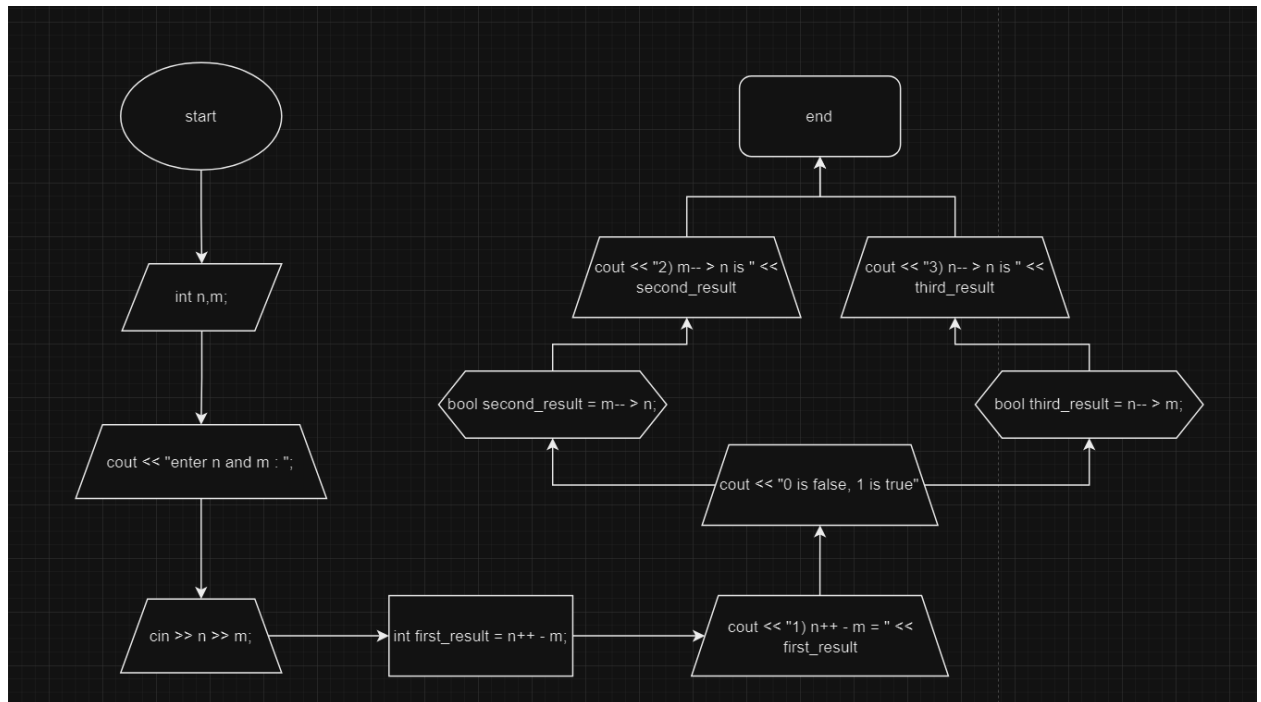 start
int n,m;
cout << "enter n and m : ";
cin >> n >> m;
int first_result = n++ - m;
cout << "1) n++ - m = " <<
first_result
cout << "0 is false, 1 is true"
bool second_result = m-- > n;
cout << "2) m-- > n is " <<
second_result
bool third_result = n-- > m;
cout << "3) n-- > n is " <<
third_result
end